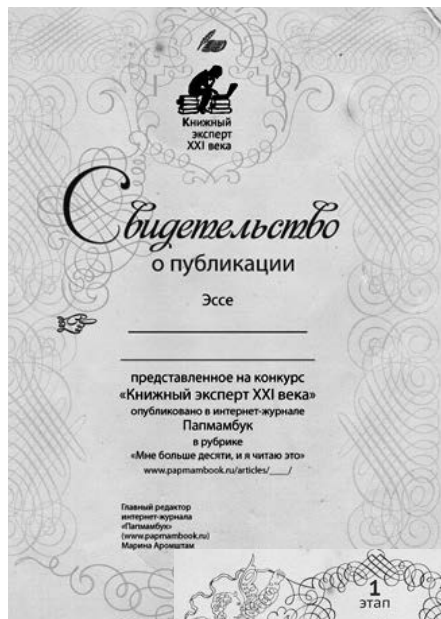 Книжный
эксперт
XXI века
Свидетельство
о публикации
Эссе
представленное на конкурс
«Книжный эксперт XXI века»
опубликовано в интернет-журнале
Папмамбук
в рубрике
«Мне больше десяти, и я читаю это»
www.papmambook.ru/articles/____/
Главный редактор
интернет-журнала
«Папмамбук»
(www.papmambook.ru)
Марина Аромштам
1
этап